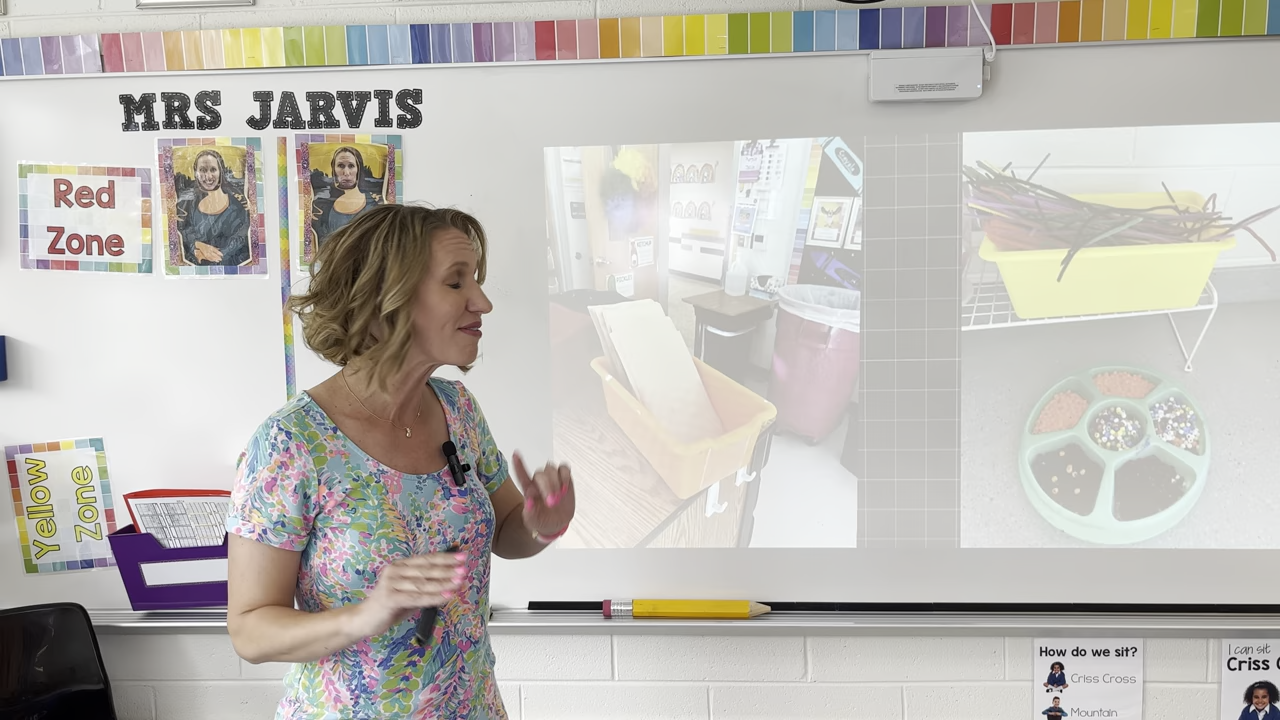 MRS JARVIS
Red
Zone
Yellow
Zone
How do we sit?
Criss Cross
Mountain
I can sit
Criss C